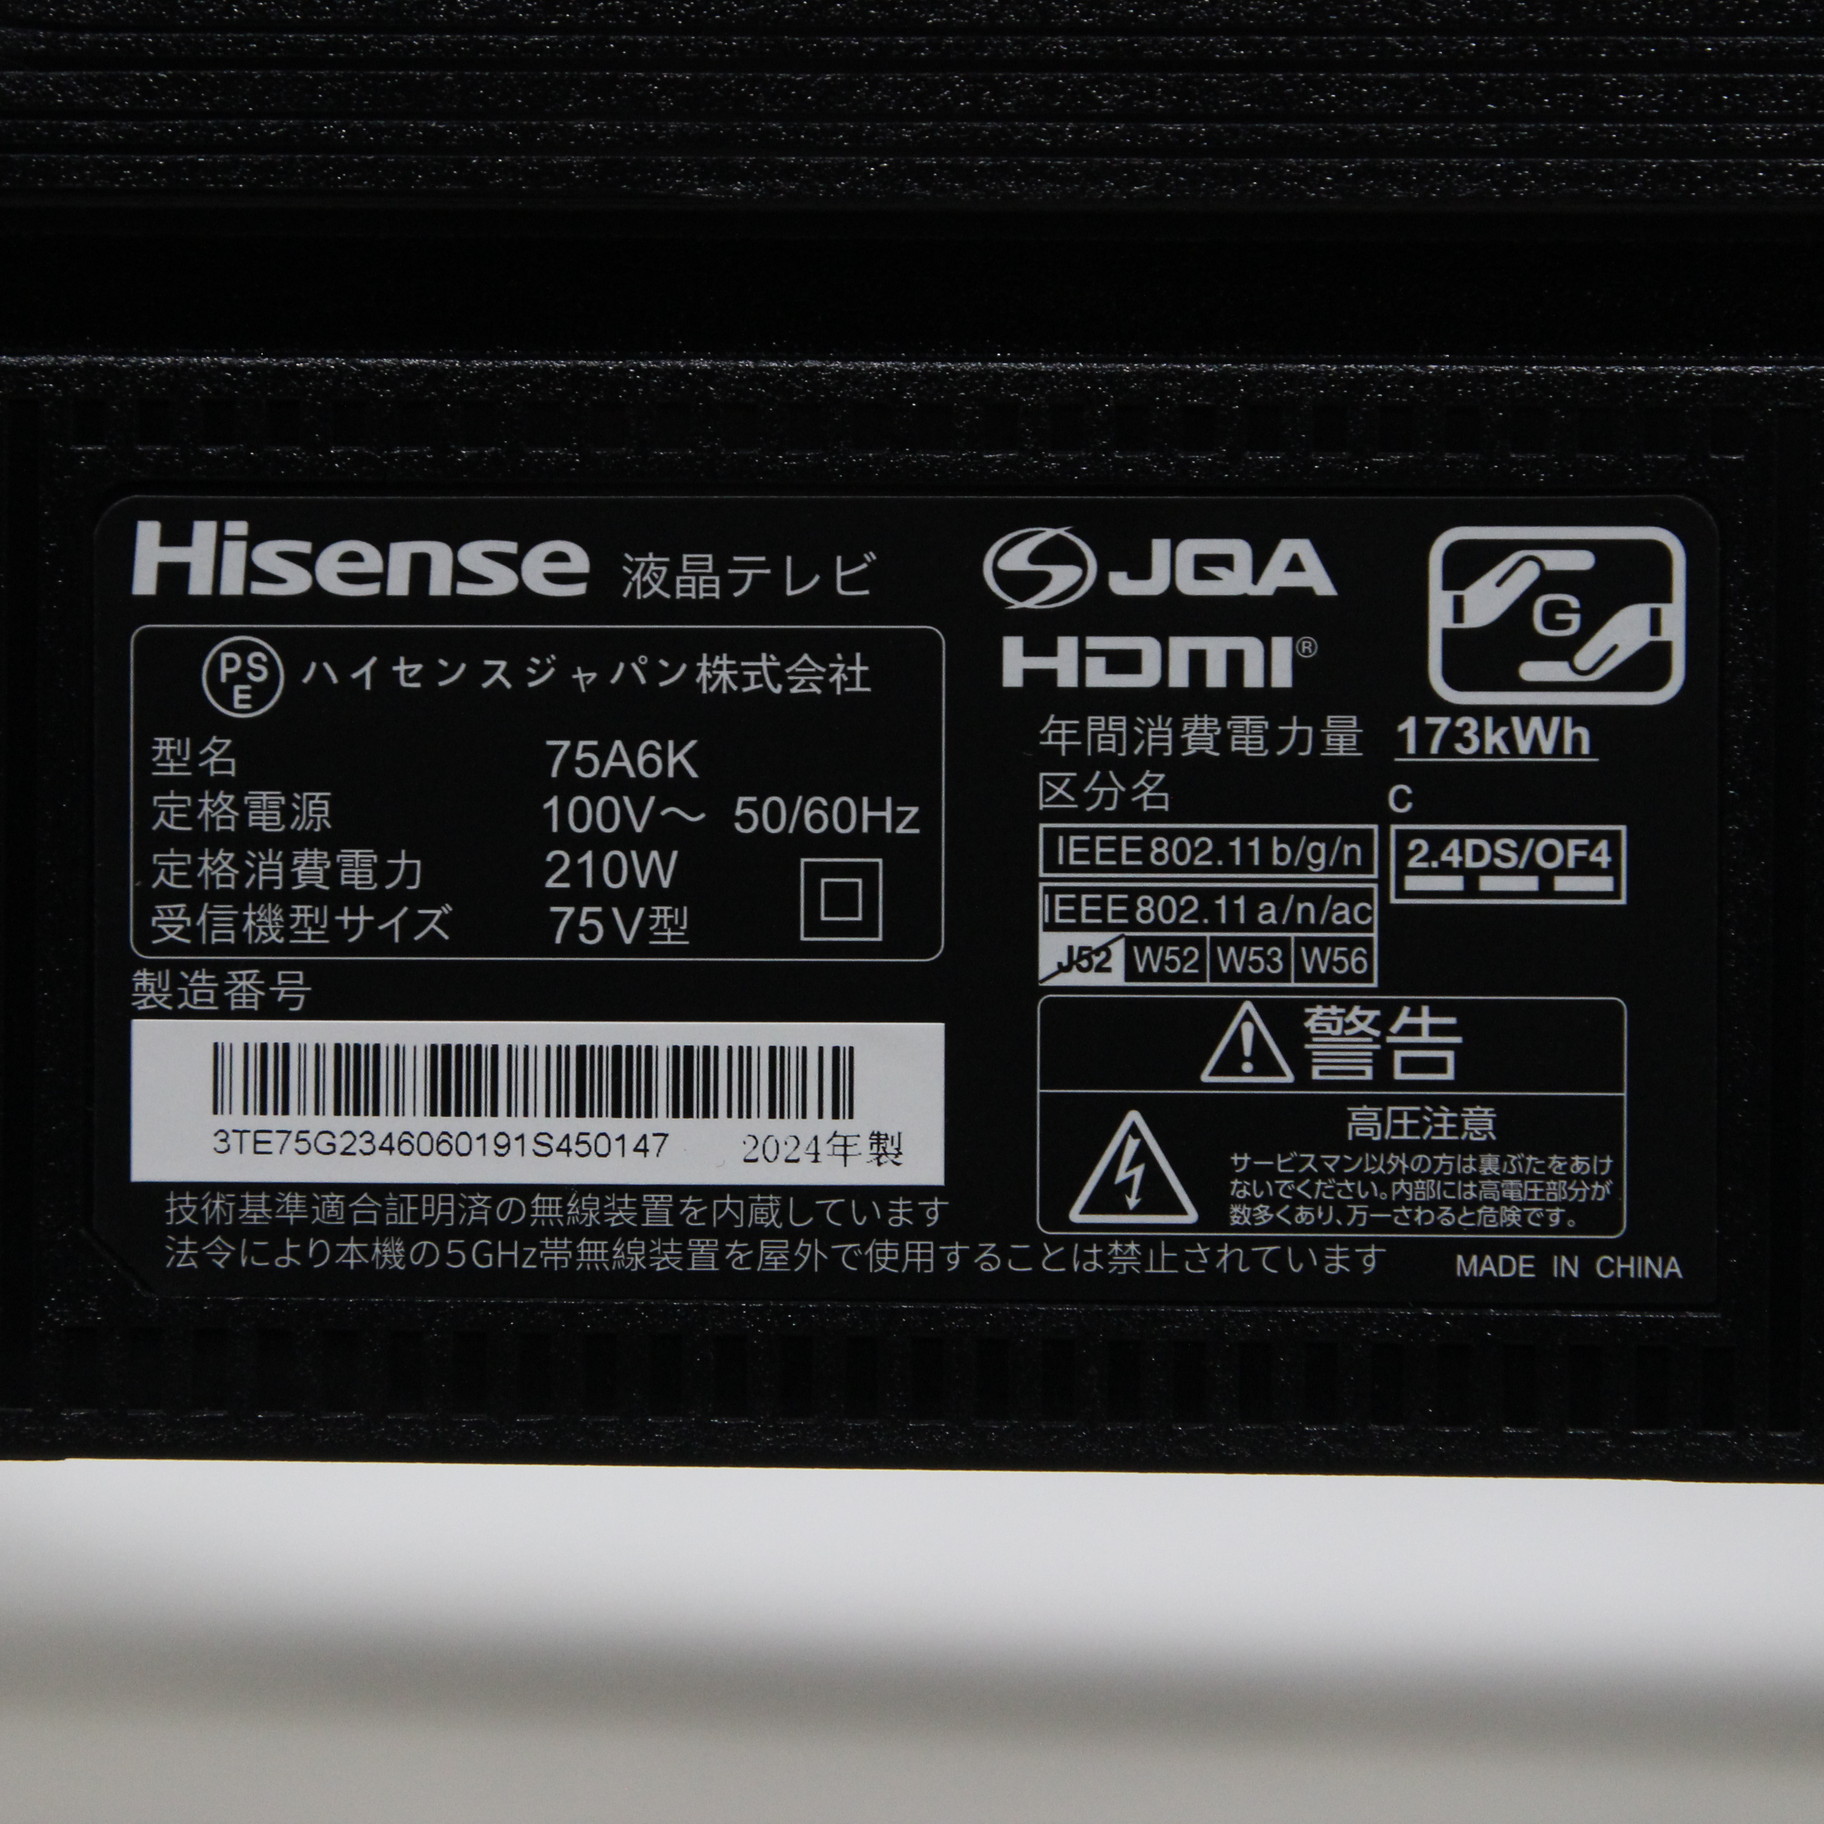 Hisense 液晶テレビ
PSE ハイセンスジャパン株式会社
型名 75A6K
定格電源 100V〜 50/60Hz
定格消費電力 210W
受信機型サイズ 75V型
製造番号
3TE75G2346060191S450147 2024年製
技術基準適合証明済の無線装置を内蔵しています
法令により本機の5GHz帯無線装置を屋外で使用することは禁止されています
JQA
HDMI®
G
年間消費電力量 173kWh
区分名 C
IEEE802.11b/g/n
2.4DS/OF4
IEEE802.11a/n/ac
J52 W52 W53 W56
警告
高圧注意
サービスマン以外の方は裏ぶたをあけ
ないでください。内部には高電圧部分が
数多くあり、万一さわると危険です。
MADE IN CHINA